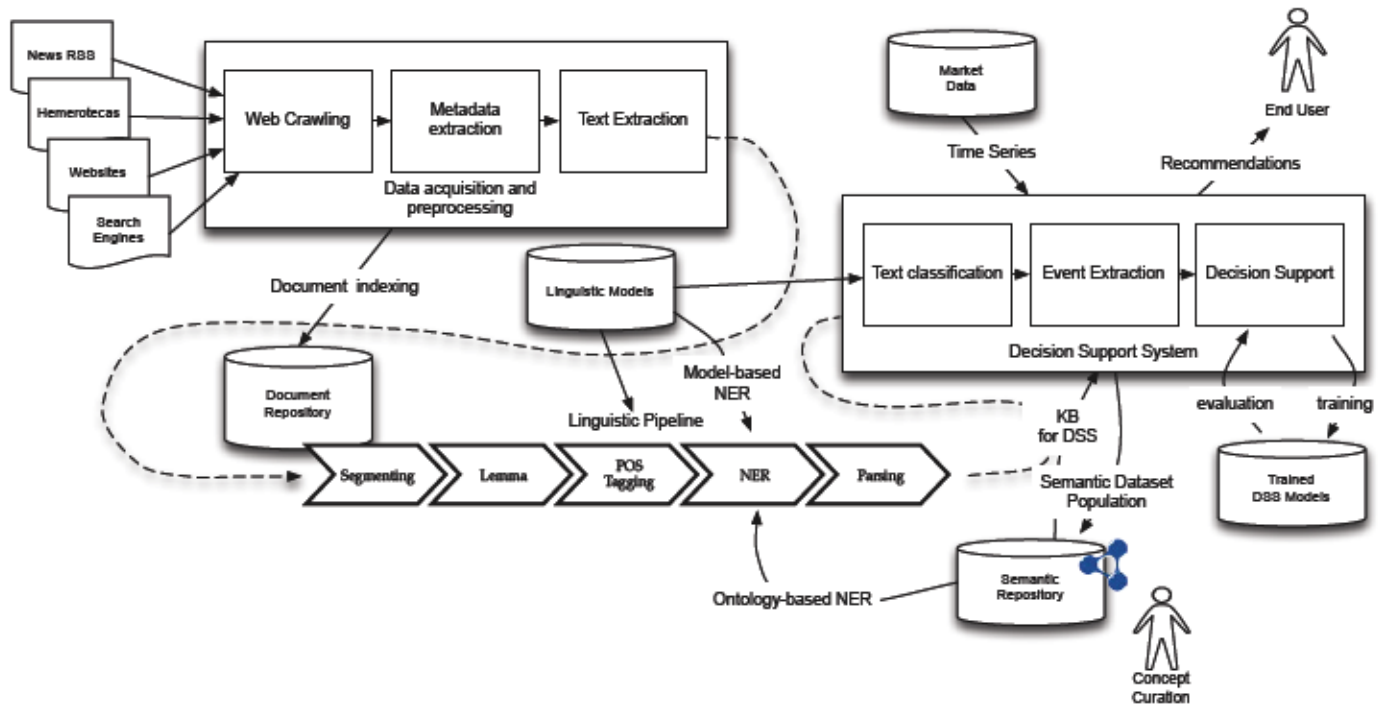 News RSS
Hemerotecas
Websites
Search
Engines
Web Crawling
Metadata
extraction
Text Extraction
Data acquisition and
preprocessing
Market
Data
End User
Time Series
Recommendations
Document indexing
Linguistic Models
Text classification
Event Extraction
Decision Support
Decision Support System
Document
Repository
Model-based
NER
Linguistic Pipeline
KB
for DSS
evaluation
training
Segmenting
Lemma
POS
Tagging
NER
Parsing
Semantic Dataset
Population
Trained
DSS Models
Ontology-based NER
Semantic
Repository
Concept
Curation